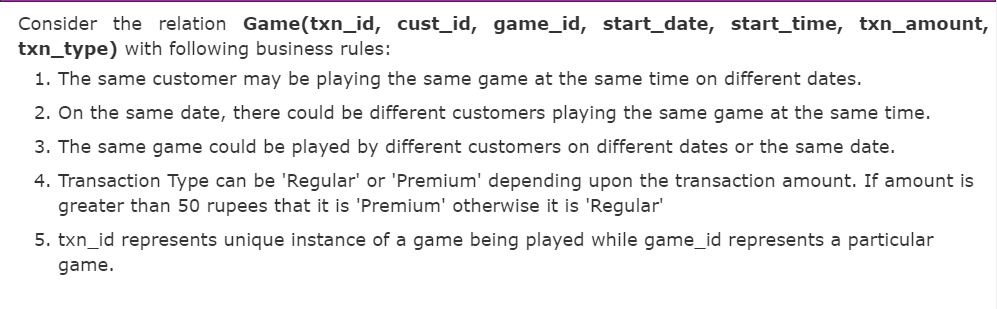 Consider the relation Game(txn_id, cust_id, game_id, start_date, start_time, txn_amount,
txn_type) with following business rules:
1. The same customer may be playing the same game at the same time on different dates.
2. On the same date, there could be different customers playing the same game at the same time.
3. The same game could be played by different customers on different dates or the same date.
4. Transaction Type can be 'Regular' or 'Premium' depending upon the transaction amount. If amount is
greater than 50 rupees that it is 'Premium' otherwise it is 'Regular'
5. txn_id represents unique instance of a game being played while game_id represents a particular
game.